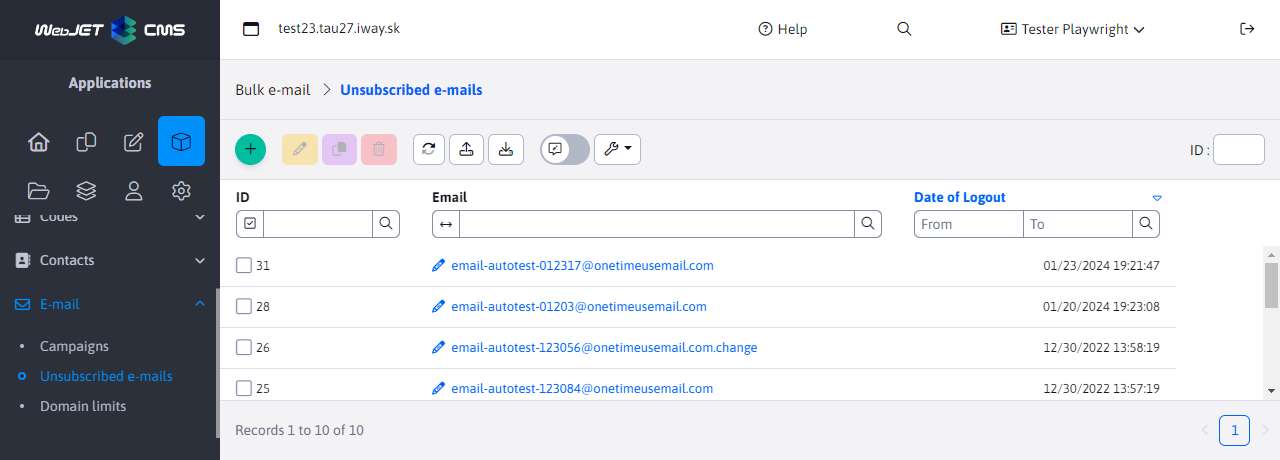 WebJET CMS
test23.tau27.iway.sk
Help
Tester Playwright
Applications
Bulk e-mail
Unsubscribed e-mails
ID :
Codes
Contacts
E-mail
Campaigns
Unsubscribed e-mails
Domain limits
ID
Email
Date of Logout
From
To
31
email-autotest-012317@onetimeusemail.com
01/23/2024 19:21:47
28
email-autotest-01203@onetimeusemail.com
01/20/2024 19:23:08
26
email-autotest-123056@onetimeusemail.com.change
12/30/2022 13:58:19
25
email-autotest-123084@onetimeusemail.com
12/30/2022 13:57:19
Records 1 to 10 of 10
1